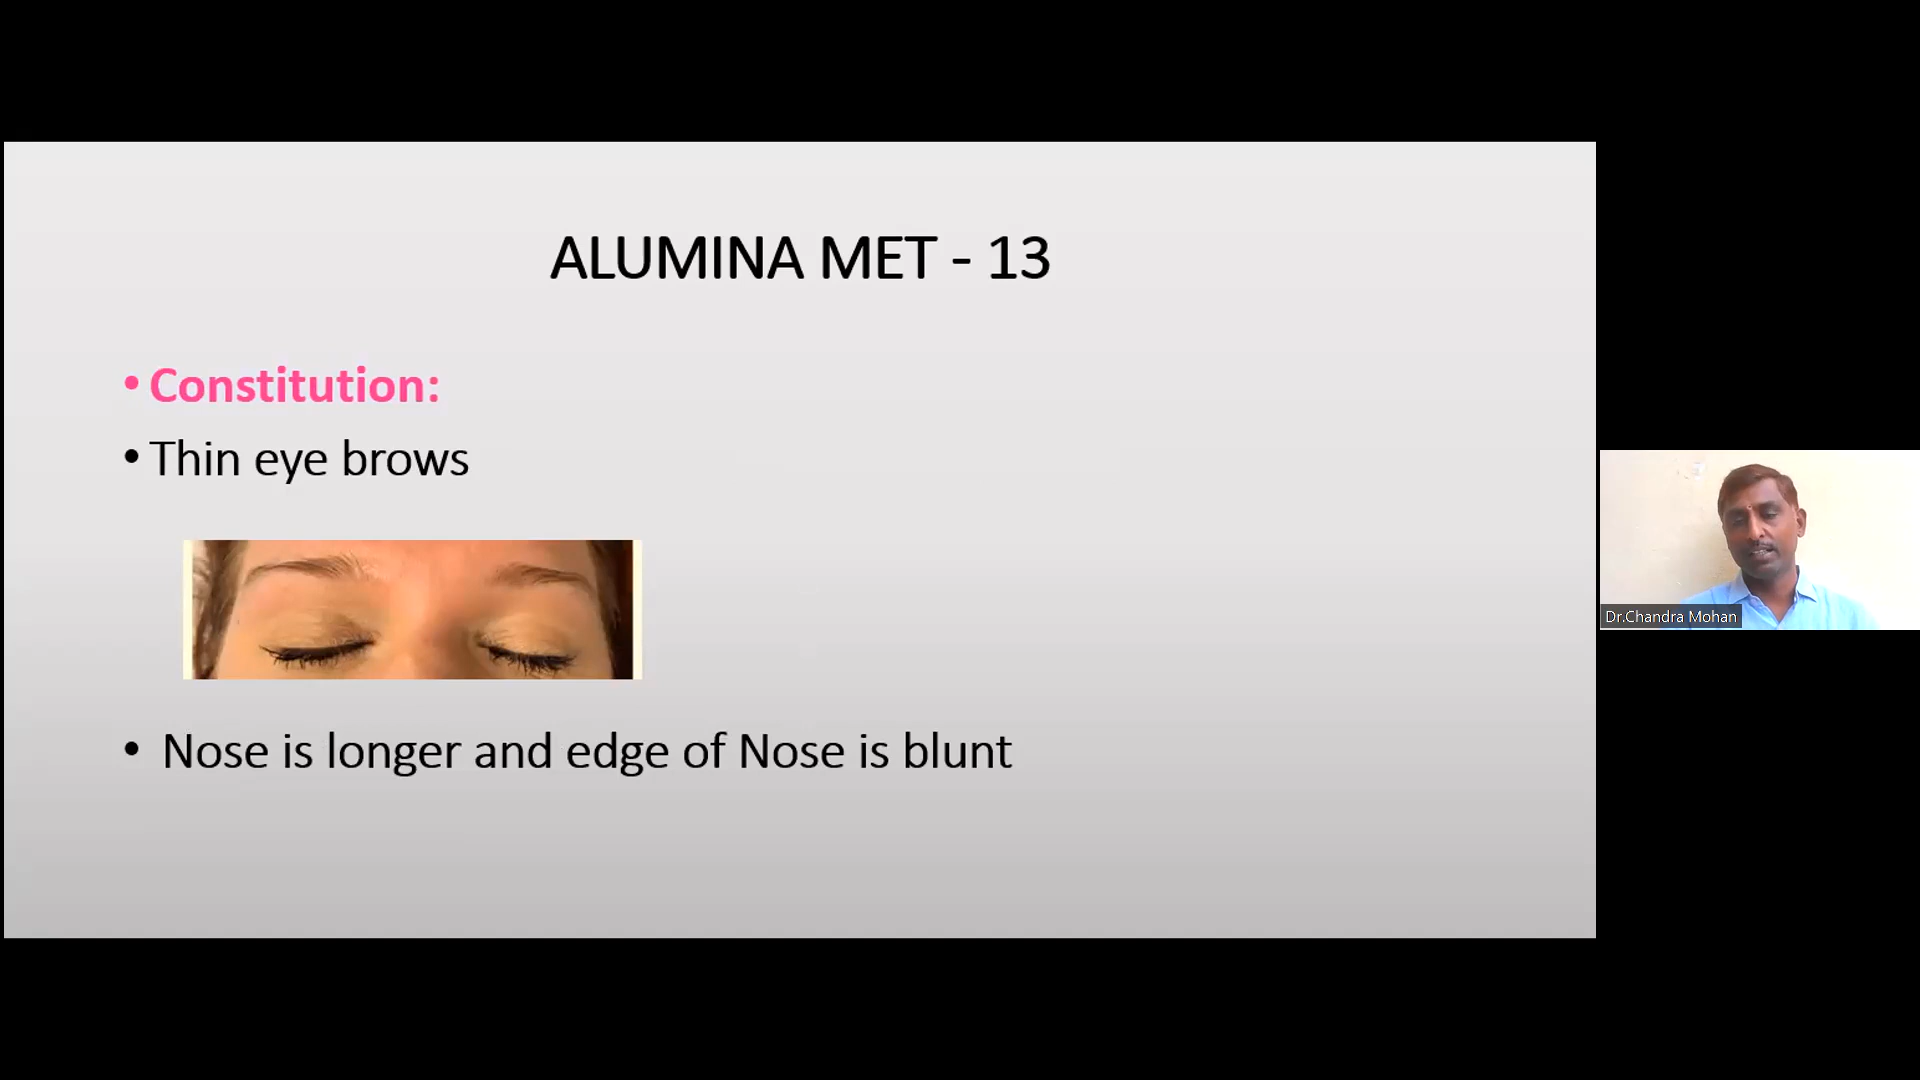 ALUMINA MET - 13
• Constitution:
• Thin eye brows
• Nose is longer and edge of Nose is blunt
Dr.Chandra Mohan